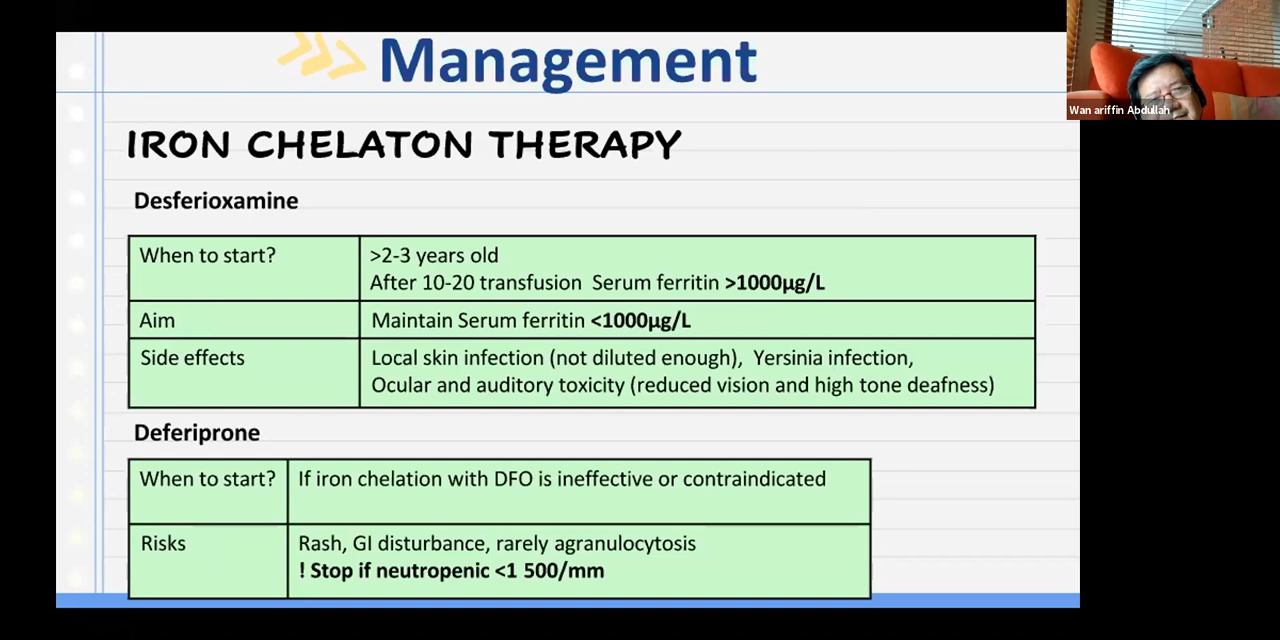 Management
Wan ariffin Abdullah
IRON CHELATON THERAPY
Desferioxamine
When to start?
>2-3 years old
After 10-20 transfusion Serum ferritin >1000µg/L
Aim
Maintain Serum ferritin <1000µg/L
Side effects
Local skin infection (not diluted enough), Yersinia infection,
Ocular and auditory toxicity (reduced vision and high tone deafness)
Deferiprone
When to start?
If iron chelation with DFO is ineffective or contraindicated
Risks
Rash, GI disturbance, rarely agranulocytosis
! Stop if neutropenic <1 500/mm